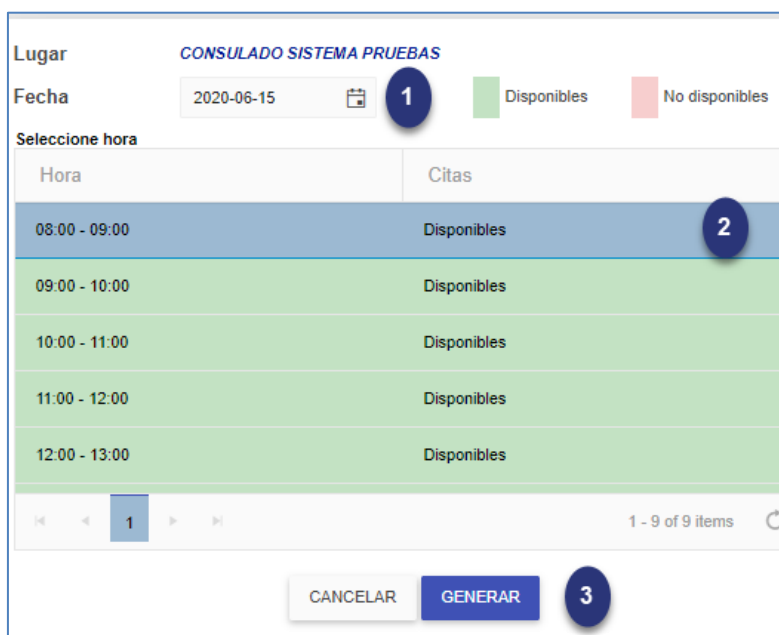 Lugar CONSULADO SISTEMA PRUEBAS
Fecha 2020-06-15 1 Disponibles No disponibles
Seleccione hora
Hora Citas
08:00 - 09:00 Disponibles 2
09:00 - 10:00 Disponibles
10:00 - 11:00 Disponibles
11:00 - 12:00 Disponibles
12:00 - 13:00 Disponibles
1 1 - 9 of 9 items
CANCELAR GENERAR 3